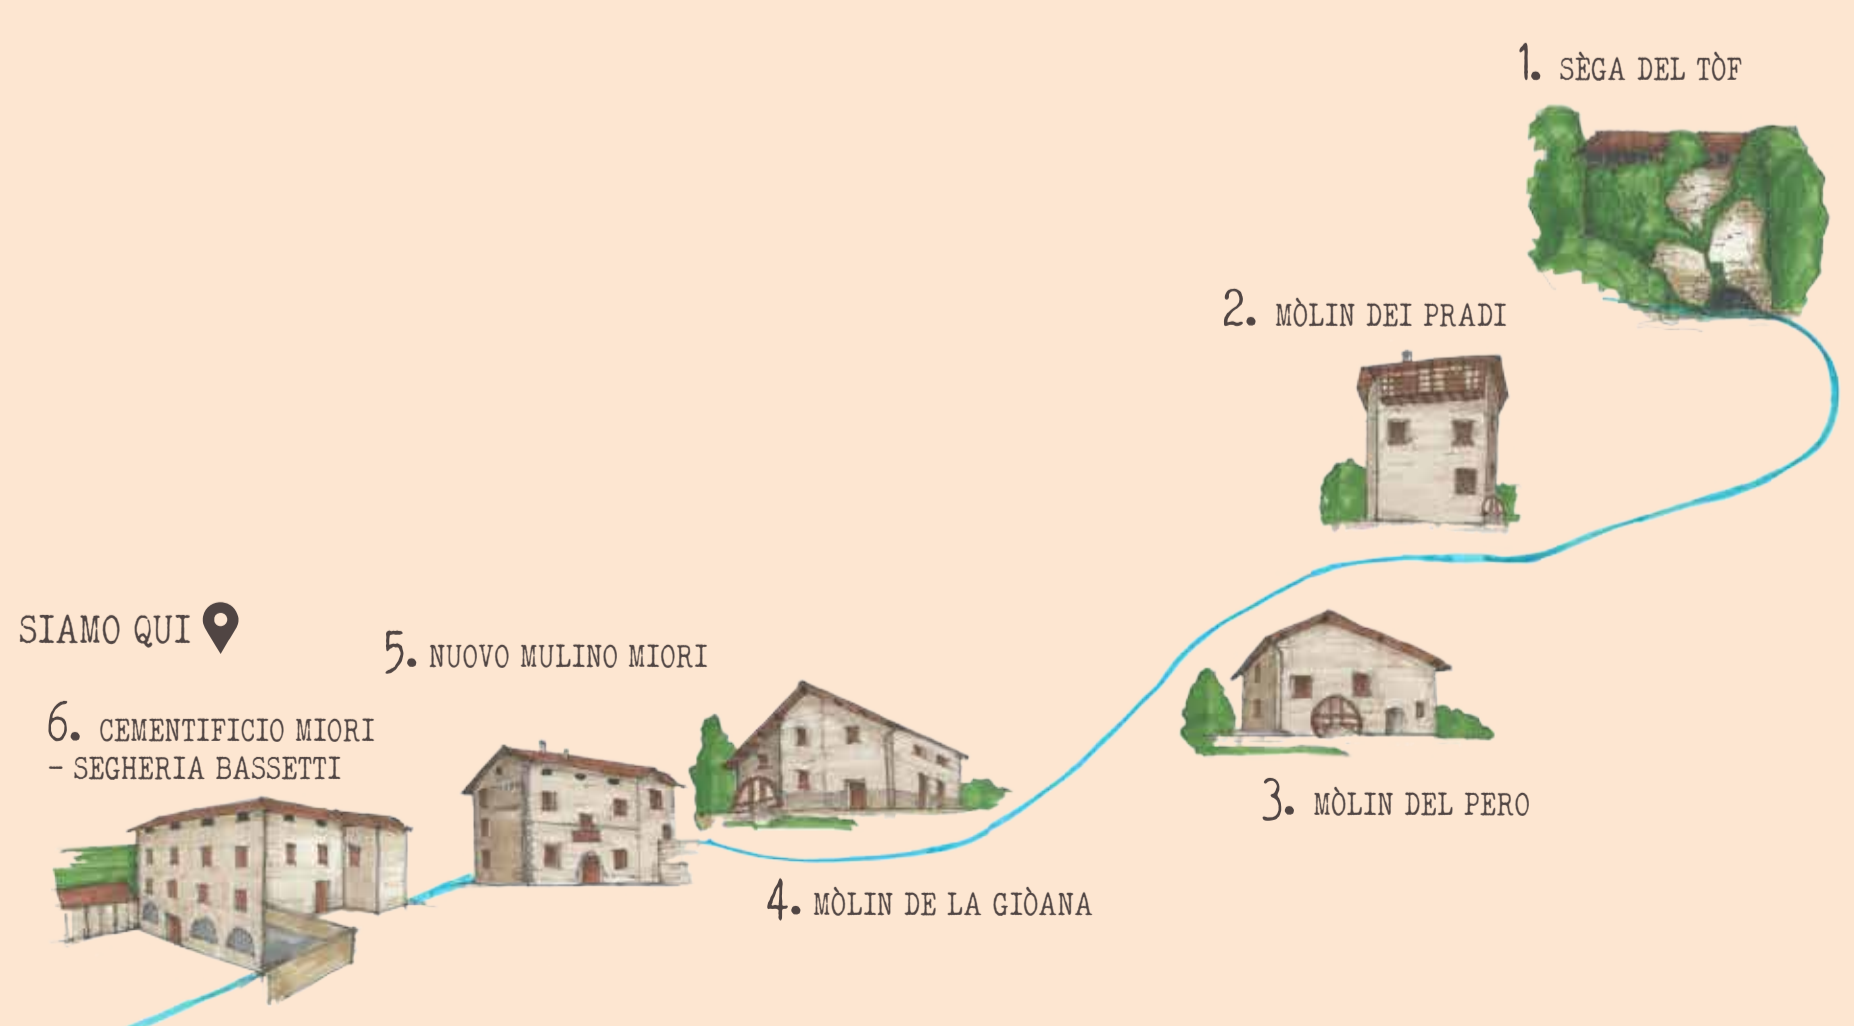 1. SÈGA DEL TÒF
2. MÒLIN DEI PRADI
SIAMO QUI
5. NUOVO MULINO MIORI
6. CEMENTIFICIO MIORI
- SEGHERIA BASSETTI
3. MÒLIN DEL PERO
4. MÒLIN DE LA GIÒANA